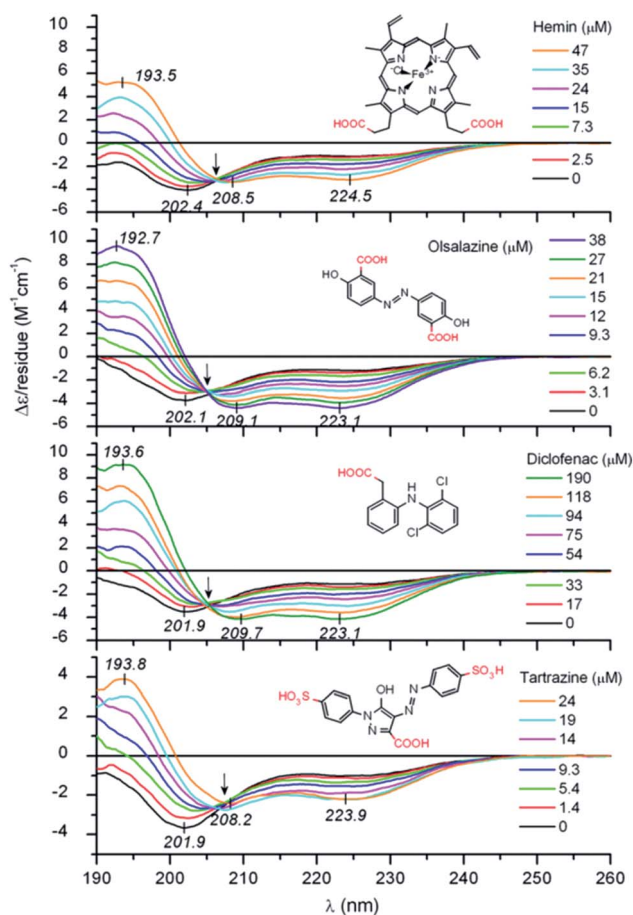 Hemin (μM)
47
35
24
15
7.3
2.5
0
10
8
6
4
2
0
-2
-4
-6
193.5
202.4
208.5
224.5
N
N⁻
⁻Cl
Fe³⁺
N⁻
N
HOOC
COOH
Olsalazine (μM)
38
27
21
15
12
9.3
6.2
3.1
0
10
8
6
4
2
0
-2
-4
-6
192.7
202.1
209.1
223.1
COOH
HO
N
N
OH
COOH
Δε/residue (M⁻¹cm⁻¹)
Diclofenac (μM)
190
118
94
75
54
33
17
0
10
8
6
4
2
0
-2
-4
-6
193.6
201.9
209.7
223.1
HOOC
H
N
Cl
Cl
Tartrazine (μM)
24
19
14
9.3
5.4
1.4
0
4
2
0
-2
-4
193.8
201.9
208.2
223.9
HO₃S
OH
N
N
N
N
COOH
SO₃H
190 200 210 220 230 240 250 260
λ (nm)